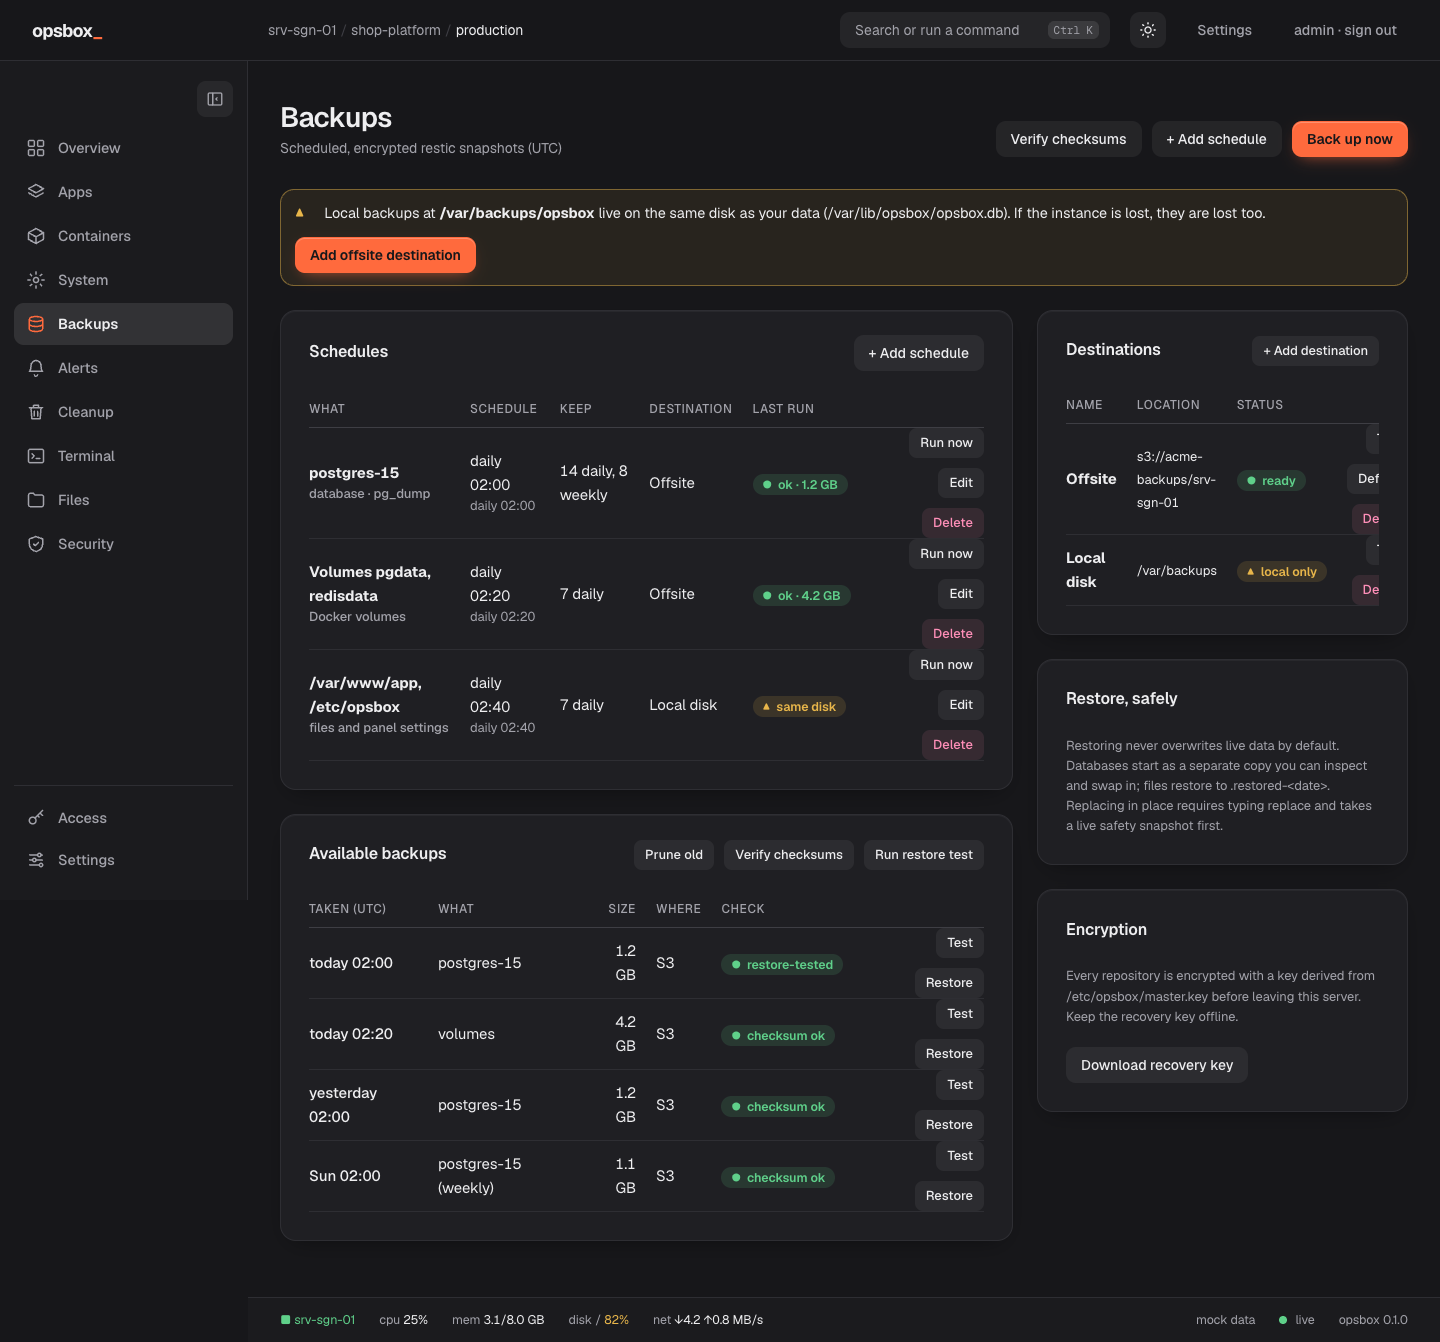 opsbox_
srv-sgn-01 / shop-platform / production
Search or run a command Ctrl K
Settings
admin · sign out
Overview
Apps
Containers
System
Backups
Alerts
Cleanup
Terminal
Files
Security
Access
Settings
Backups
Scheduled, encrypted restic snapshots (UTC)
Verify checksums
+ Add schedule
Back up now
Local backups at /var/backups/opsbox live on the same disk as your data (/var/lib/opsbox/opsbox.db). If the instance is lost, they are lost too.
Add offsite destination
Schedules
+ Add schedule
WHAT SCHEDULE KEEP DESTINATION LAST RUN
postgres-15
database · pg_dump
daily
02:00
daily 02:00
14 daily, 8
weekly
Offsite
ok · 1.2 GB
Run now
Edit
Delete
Volumes pgdata,
redisdata
Docker volumes
daily
02:20
daily 02:20
7 daily
Offsite
ok · 4.2 GB
Run now
Edit
Delete
/var/www/app,
/etc/opsbox
files and panel settings
daily
02:40
daily 02:40
7 daily
Local disk
same disk
Run now
Edit
Delete
Available backups
Prune old
Verify checksums
Run restore test
TAKEN (UTC) WHAT SIZE WHERE CHECK
today 02:00
postgres-15
1.2
GB
S3
restore-tested
Test
Restore
today 02:20
volumes
4.2
GB
S3
checksum ok
Test
Restore
yesterday
02:00
postgres-15
1.2
GB
S3
checksum ok
Test
Restore
Sun 02:00
postgres-15
(weekly)
1.1
GB
S3
checksum ok
Test
Restore
Destinations
+ Add destination
NAME LOCATION STATUS
Offsite
s3://acme-
backups/srv-
sgn-01
ready
Def
De
Local
disk
/var/backups
local only
De
Restore, safely
Restoring never overwrites live data by default.
Databases start as a separate copy you can inspect
and swap in; files restore to .restored-<date>.
Replacing in place requires typing replace and takes
a live safety snapshot first.
Encryption
Every repository is encrypted with a key derived from
/etc/opsbox/master.key before leaving this server.
Keep the recovery key offline.
Download recovery key
srv-sgn-01 cpu 25% mem 3.1/8.0 GB disk / 82% net ↓4.2 ↑0.8 MB/s
mock data live opsbox 0.1.0